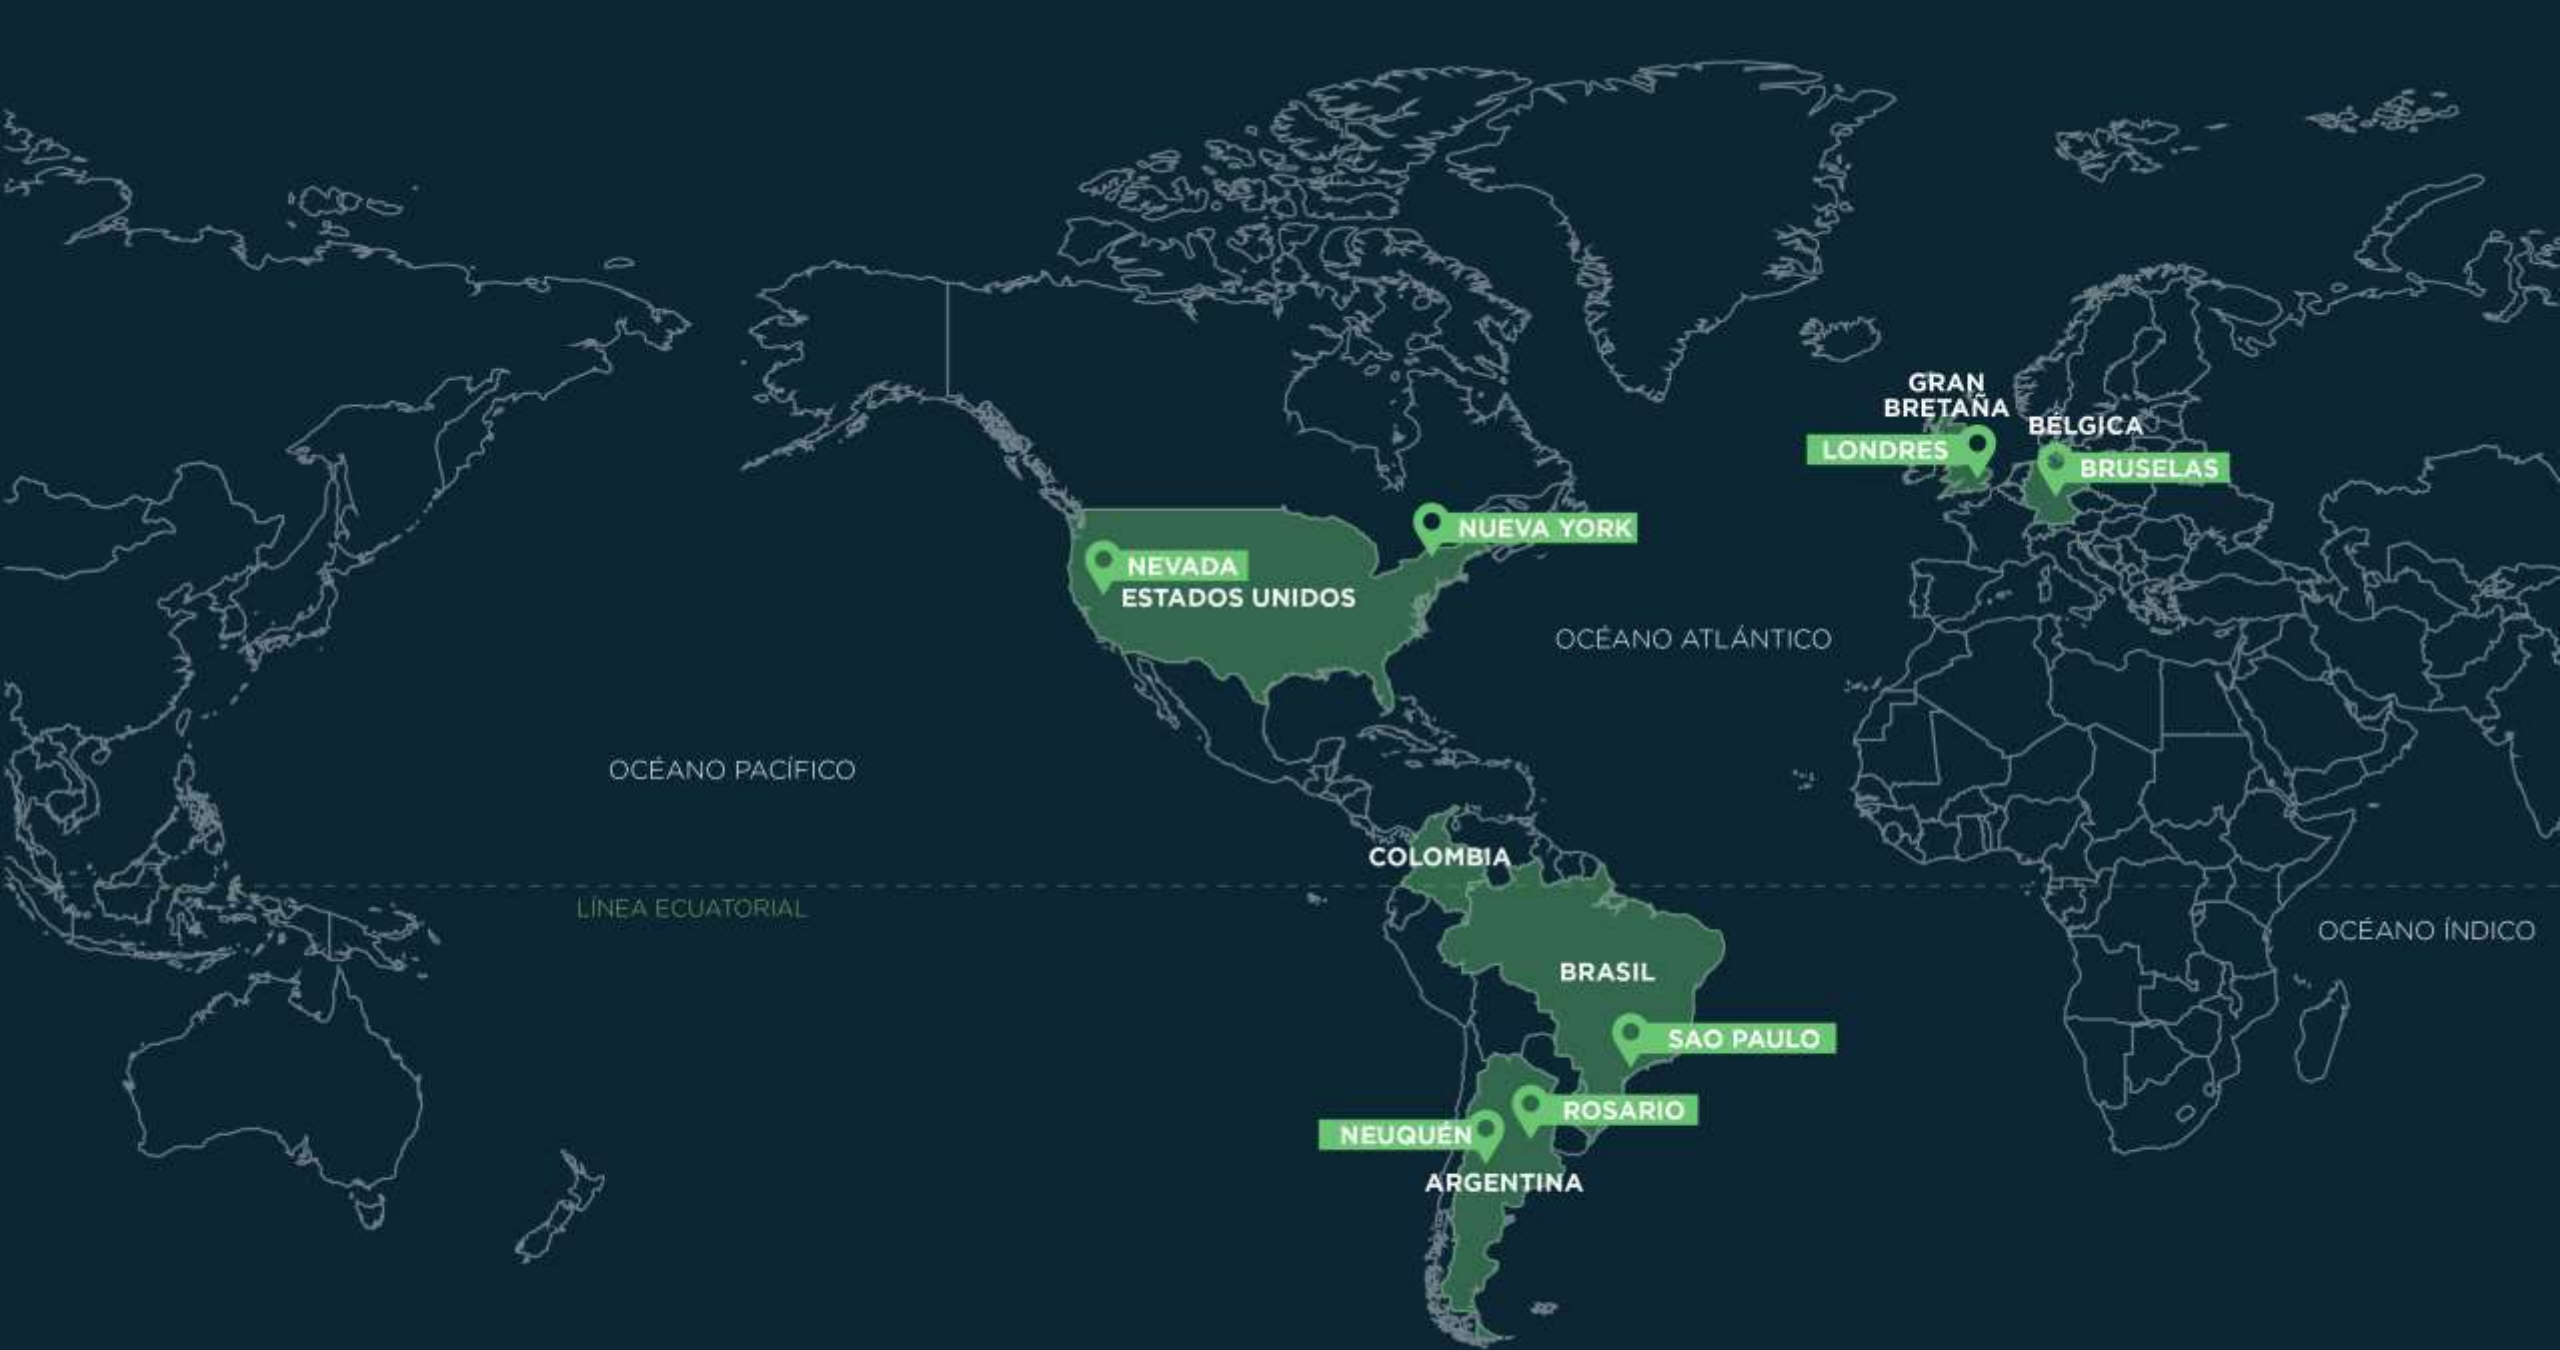 GRAN
BRETAÑA
BÉLGICA
LONDRES
BRUSELAS
NUEVA YORK
NEVADA
ESTADOS UNIDOS
OCÉANO ATLÁNTICO
OCÉANO PACÍFICO
COLOMBIA
LÍNEA ECUATORIAL
OCÉANO ÍNDICO
BRASIL
SAO PAULO
ROSARIO
NEUQUÉN
ARGENTINA